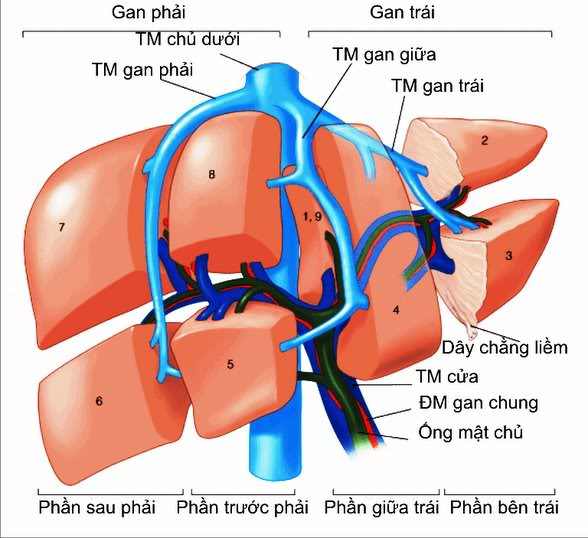 Gan phải
Gan trái
TM chủ dưới
TM gan phải
TM gan giữa
TM gan trái
2
8
7
1, 9
3
4
5
6
Dây chằng liềm
TM cửa
ĐM gan chung
Ống mật chủ
Phần sau phải
Phần trước phải
Phần giữa trái
Phần bên trái